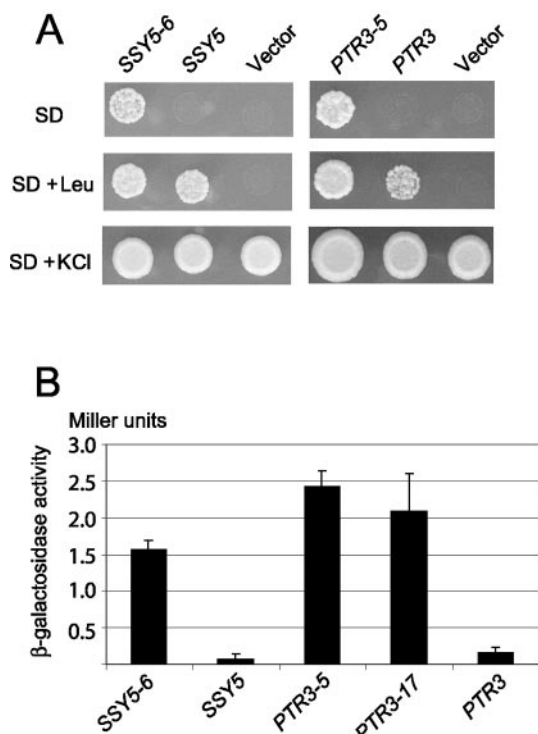 A
SSY5-6 SSY5 Vector PTR3-5 PTR3 Vector
SD
SD +Leu
SD +KCl
B
Miller units
β-galactosidase activity
3.0
2.5
2.0
1.5
1.0
0.5
SSY5-6 SSY5 PTR3-5 PTR3-17 PTR3